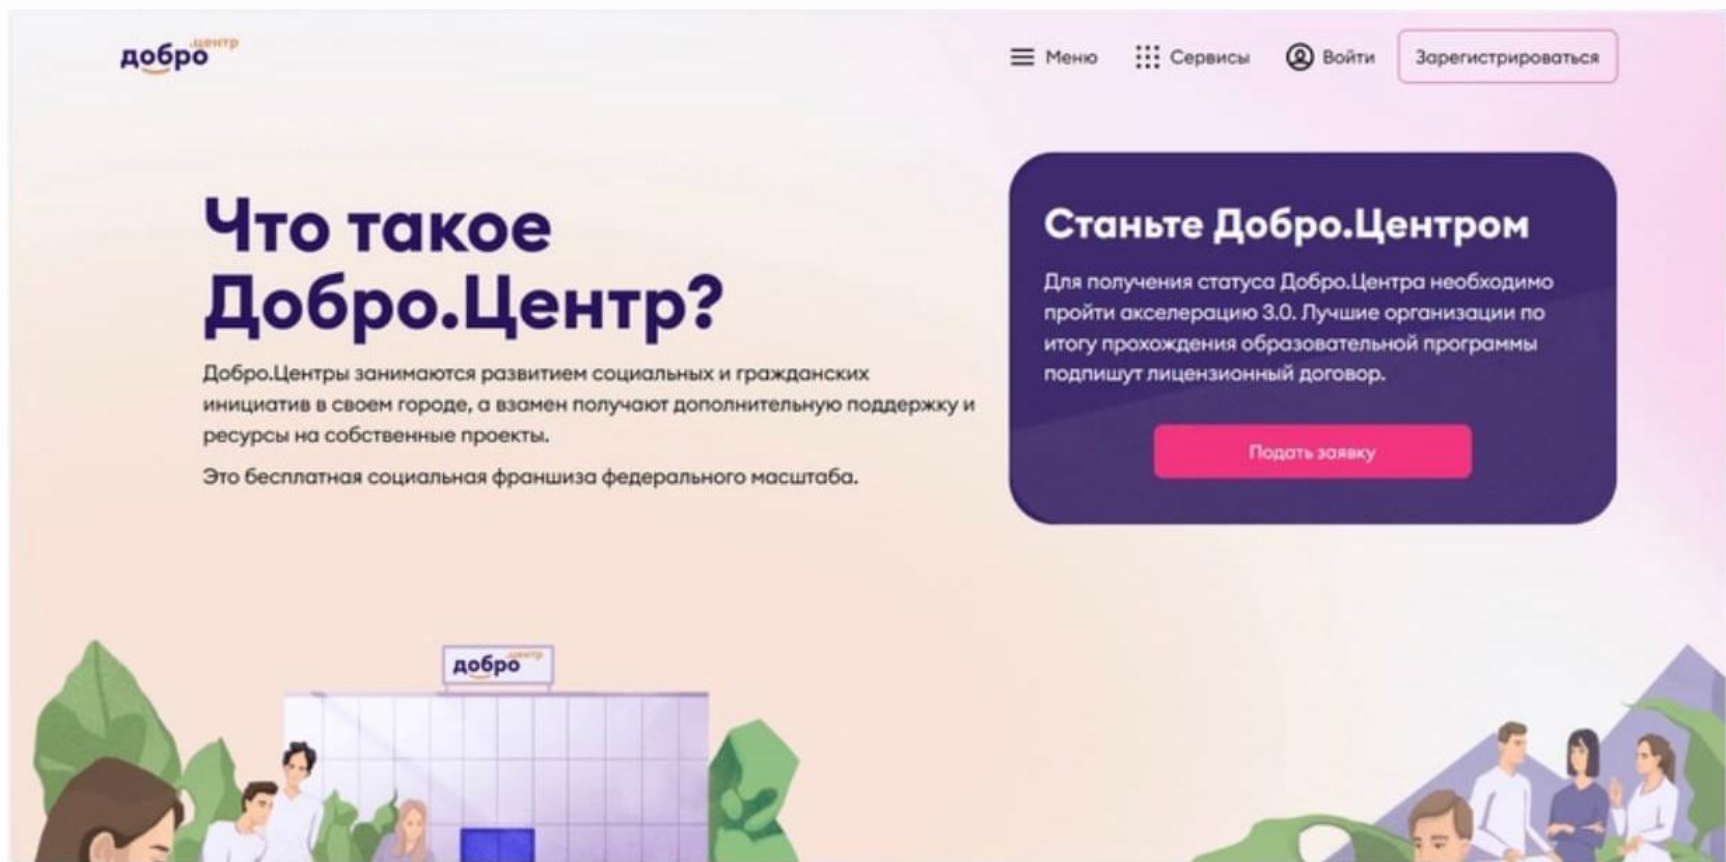 добро.центр
Меню
Сервисы
Войти
Зарегистрироваться
Что такое
Добро.Центр?
Добро.Центры занимаются развитием социальных и гражданских
инициатив в своем городе, а взамен получают дополнительную поддержку и
ресурсы на собственные проекты.
Это бесплатная социальная франшиза федерального масштаба.
Станьте Добро.Центром
Для получения статуса Добро.Центра необходимо
пройти акселерацию 3.0. Лучшие организации по
итогу прохождения образовательной программы
подпишут лицензионный договор.
Подать заявку
добро.центр